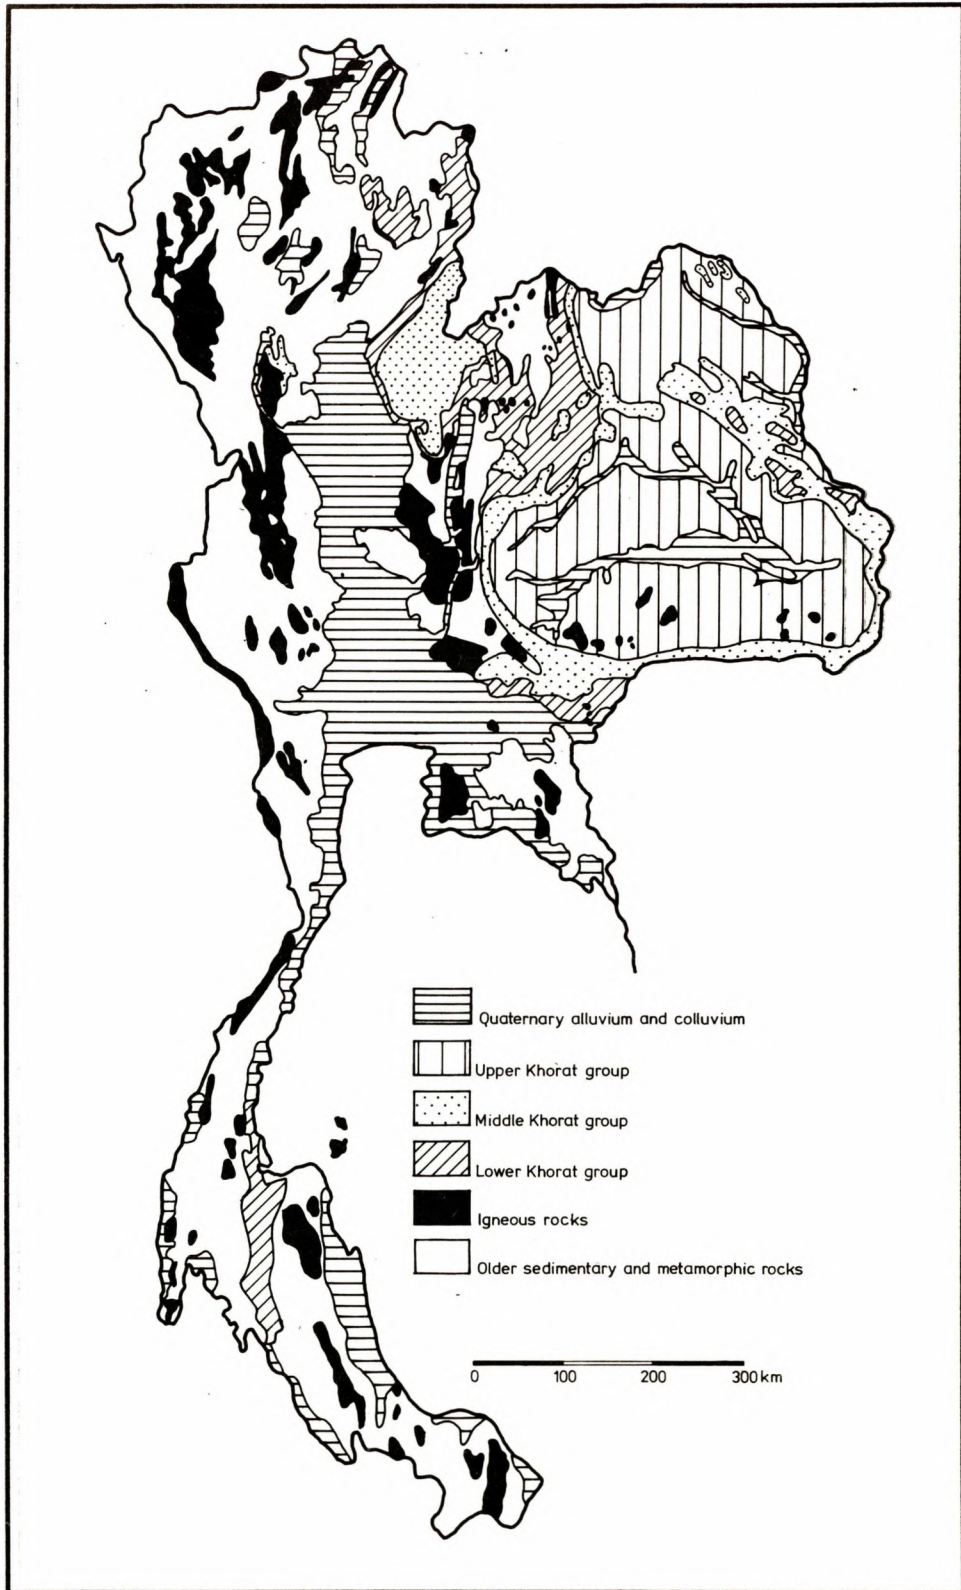 Quaternary alluvium and colluvium
Upper Khorat group
Middle Khorat group
Lower Khorat group
Igneous rocks
Older sedimentary and metamorphic rocks
0 100 200 300 km